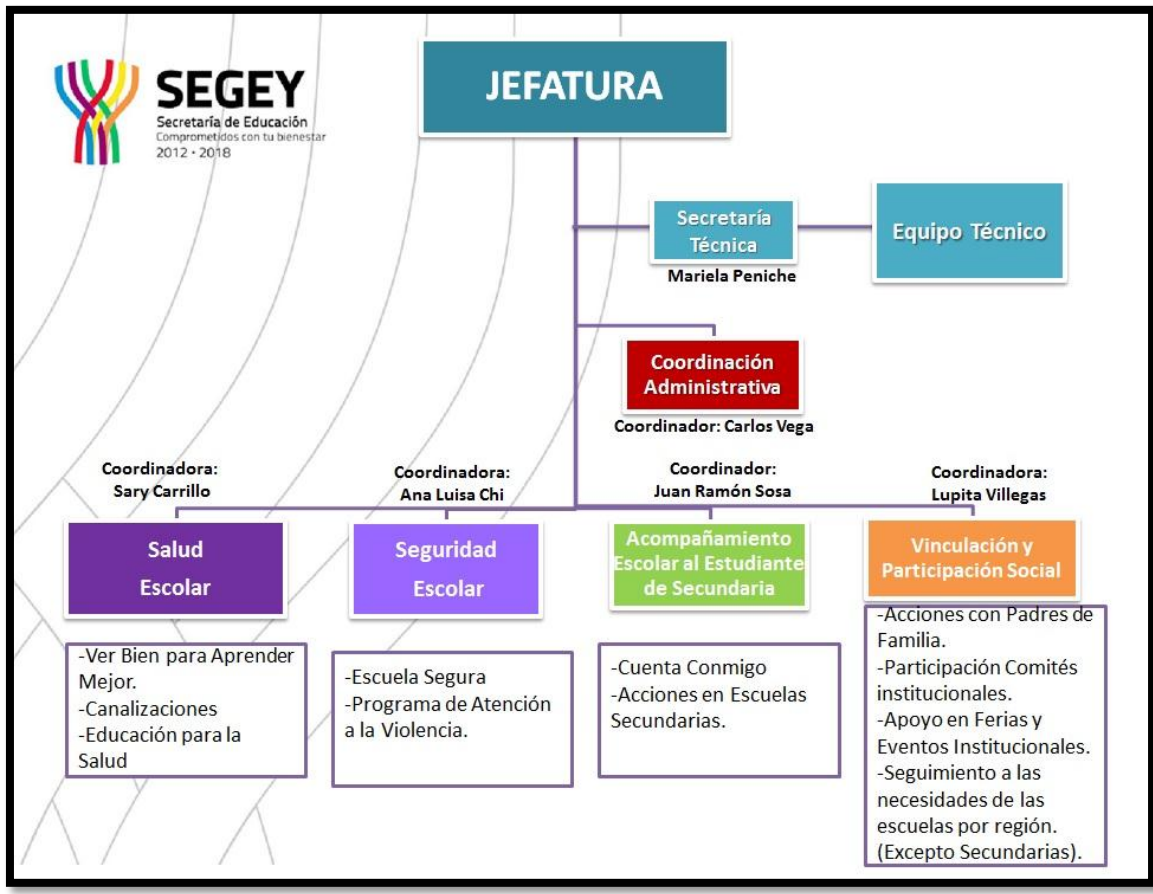 SEGEY
Secretaría de Educación
Comprometidos con tu bienestar
2012 • 2018
JEFATURA
Secretaría
Técnica
Mariela Peniche
Equipo Técnico
Coordinación
Administrativa
Coordinador: Carlos Vega
Coordinadora:
Sary Carrillo
Salud
Escolar
-Ver Bien para Aprender
Mejor.
-Canalizaciones
-Educación para la
Salud
Coordinadora:
Ana Luisa Chi
Seguridad
Escolar
-Escuela Segura
-Programa de Atención
a la Violencia.
Coordinador:
Juan Ramón Sosa
Acompañamiento
Escolar al Estudiante
de Secundaria
-Cuenta Conmigo
-Acciones en Escuelas
Secundarias.
Coordinadora:
Lupita Villegas
Vinculación y
Participación Social
-Acciones con Padres de
Familia.
-Participación Comités
institucionales.
-Apoyo en Ferias y
Eventos Institucionales.
-Seguimiento a las
necesidades de las
escuelas por región.
(Excepto Secundarias).